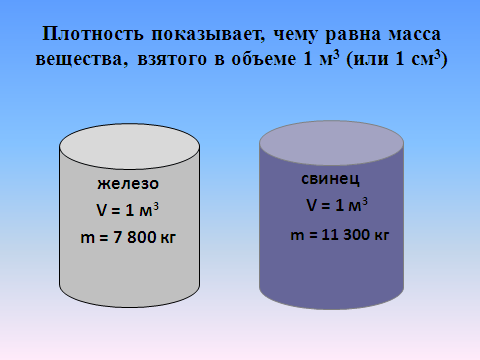 Плотность показывает, чему равна масса
вещества, взятого в объеме 1 м³ (или 1 см³)
железо
V = 1 м³
m = 7 800 кг
свинец
V = 1 м³
m = 11 300 кг